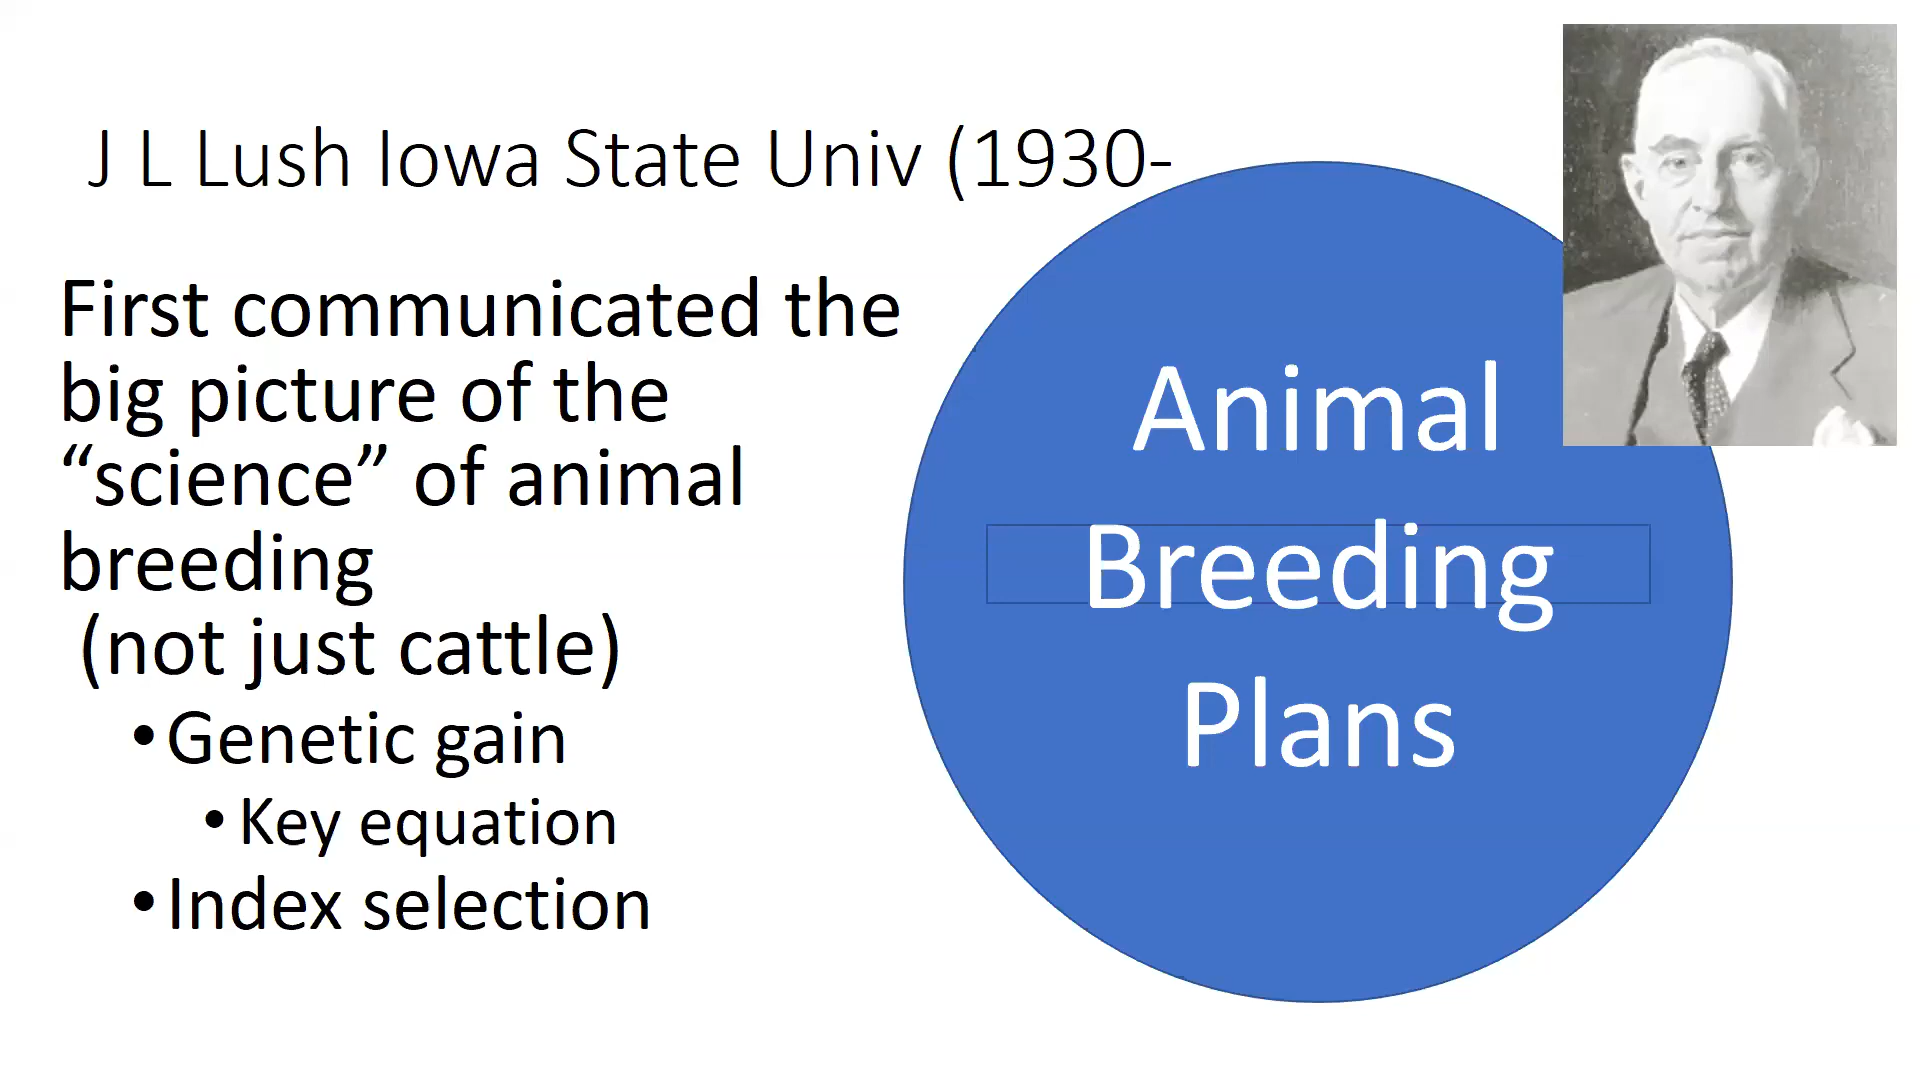 J L Lush Iowa State Univ (1930-
First communicated the
big picture of the
“science” of animal
breeding
(not just cattle)
•Genetic gain
•Key equation
•Index selection
Animal
Breeding
Plans